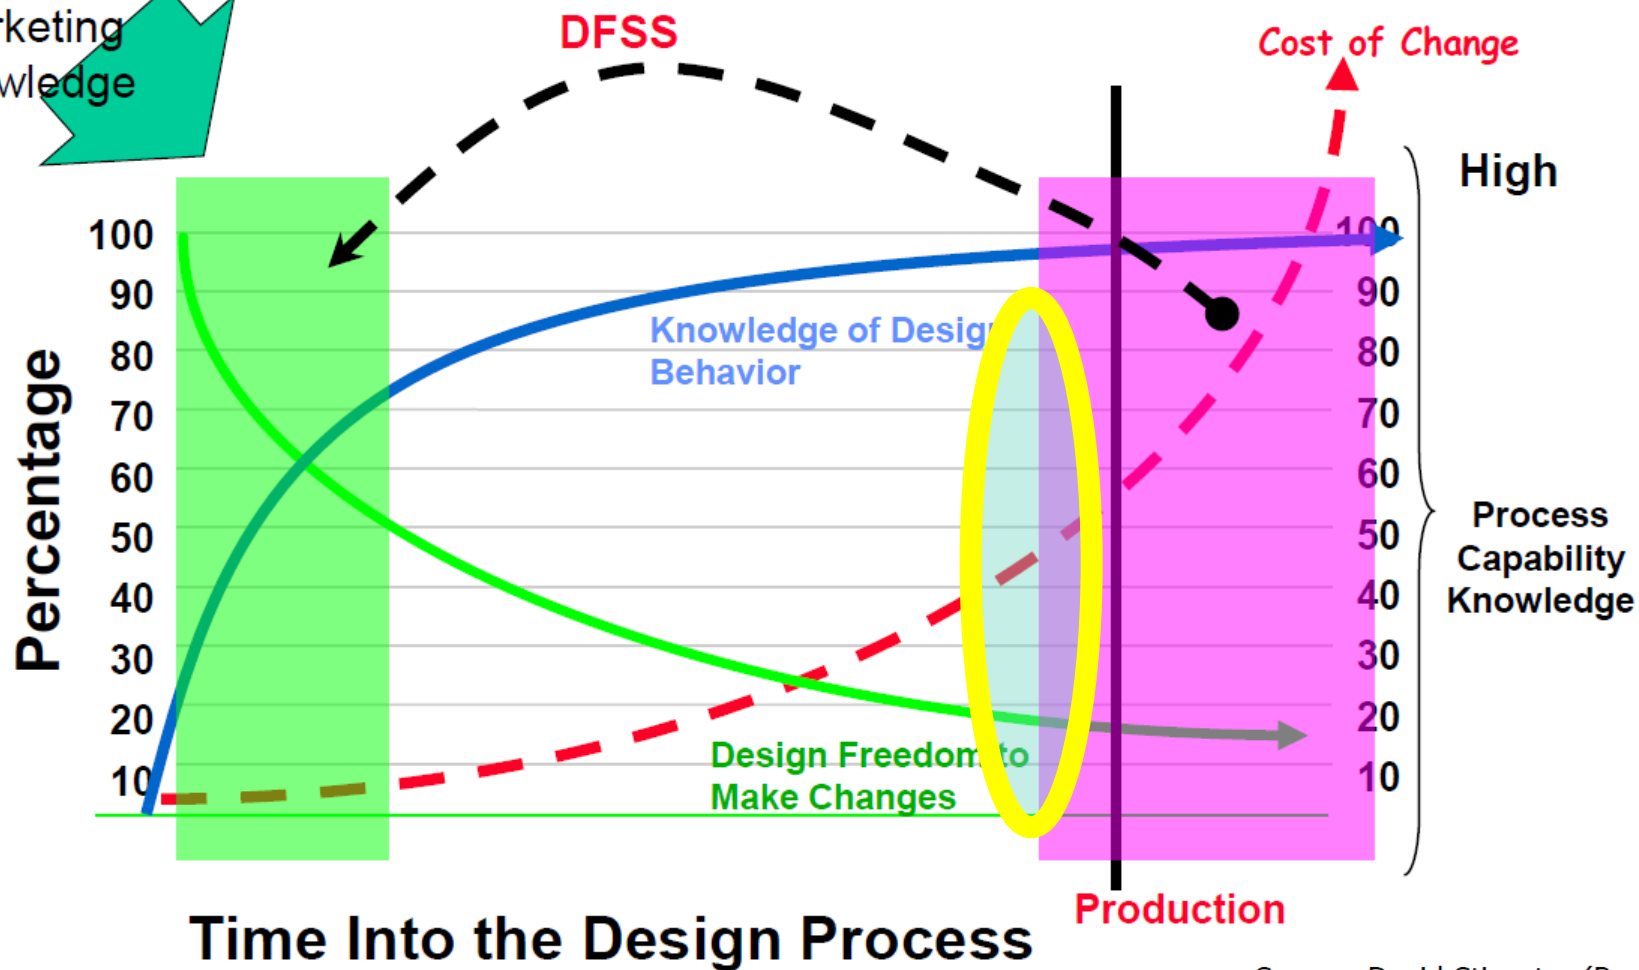 rketing
wledge
DFSS
Cost of Change
High
100
90
80
70
60
50
40
30
20
10
Percentage
Knowledge of Design
Behavior
Design Freedom to
Make Changes
100
90
80
70
60
50
40
30
20
10
Process
Capability
Knowledge
Production
Time Into the Design Process